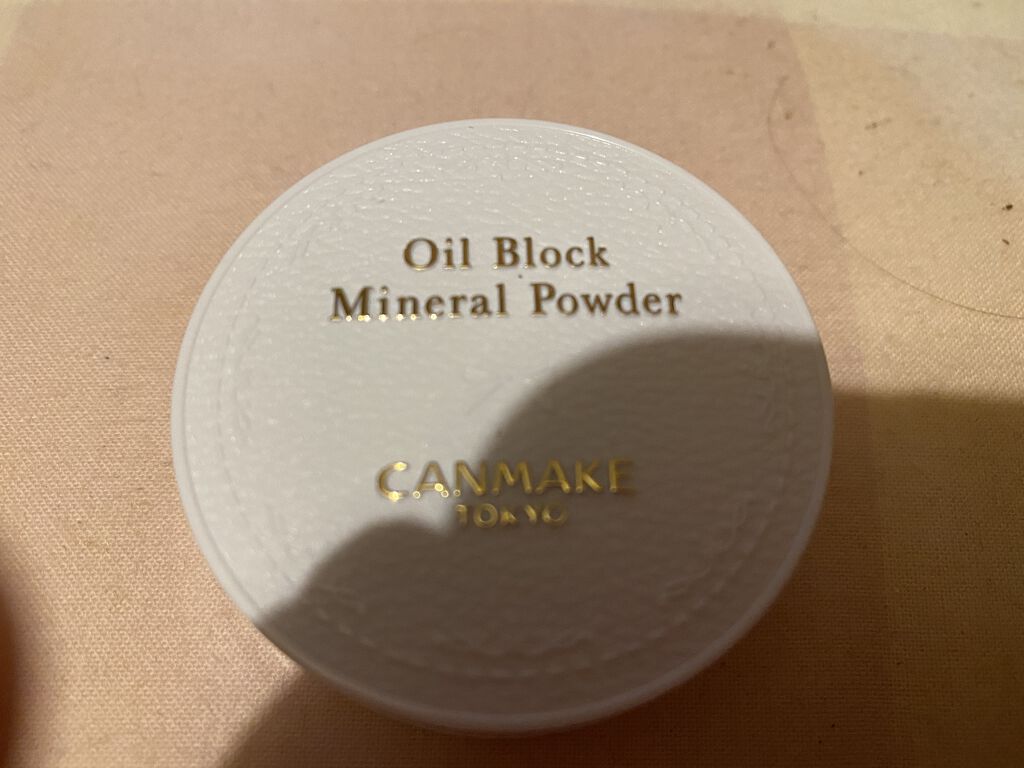 Oil Block
Mineral Powder
CANMAKE
TOKYO